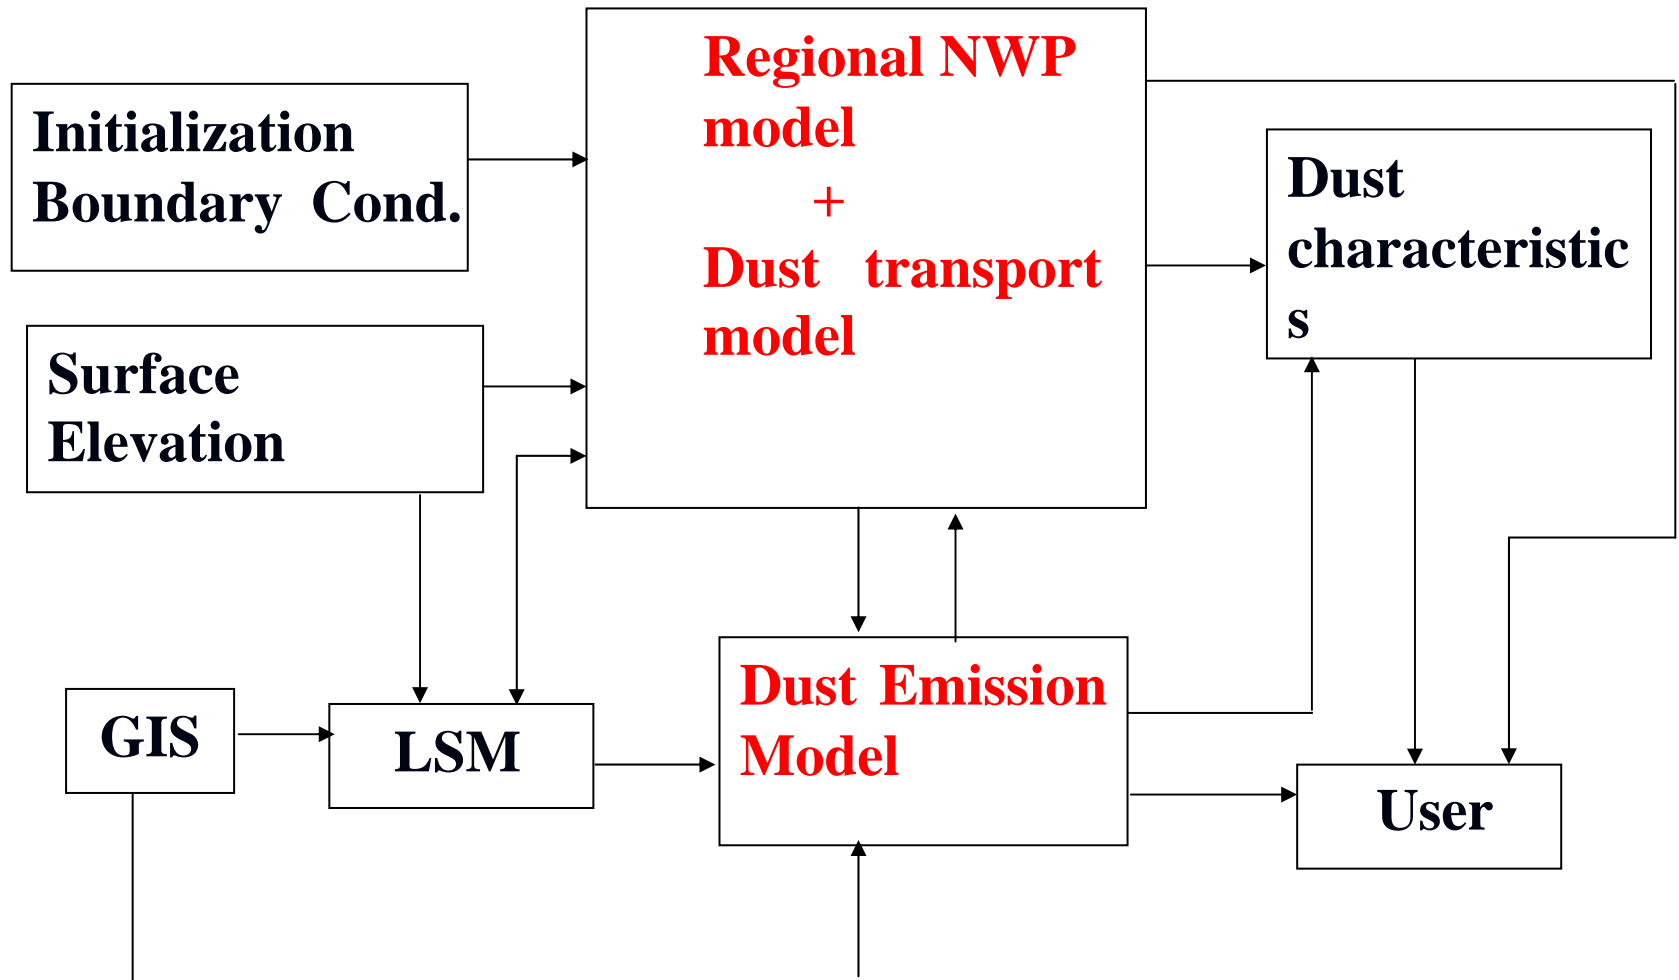 Initialization
Boundary Cond.
Regional NWP
model
+
Dust transport
model
Dust
characteristic
s
Surface
Elevation
GIS
LSM
Dust Emission
Model
User